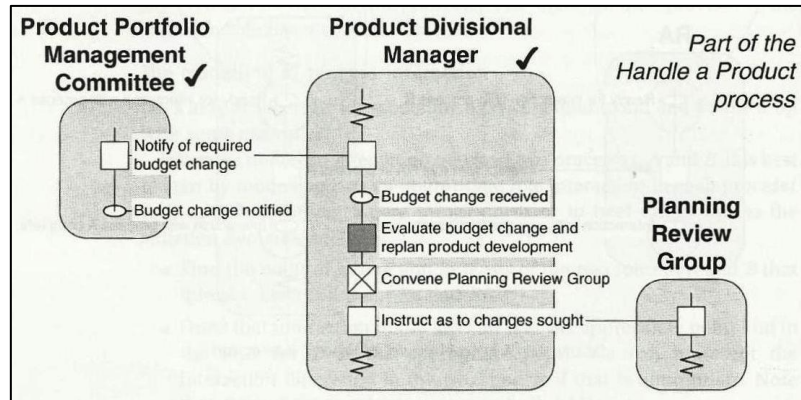 Product Portfolio
Management
Committee ✓
Product Divisional
Manager
✓
Part of the
Handle a Product
process
Notify of required
budget change
Budget change notified
Budget change received
Evaluate budget change and
replan product development
Convene Planning Review Group
Instruct as to changes sought
Planning
Review
Group